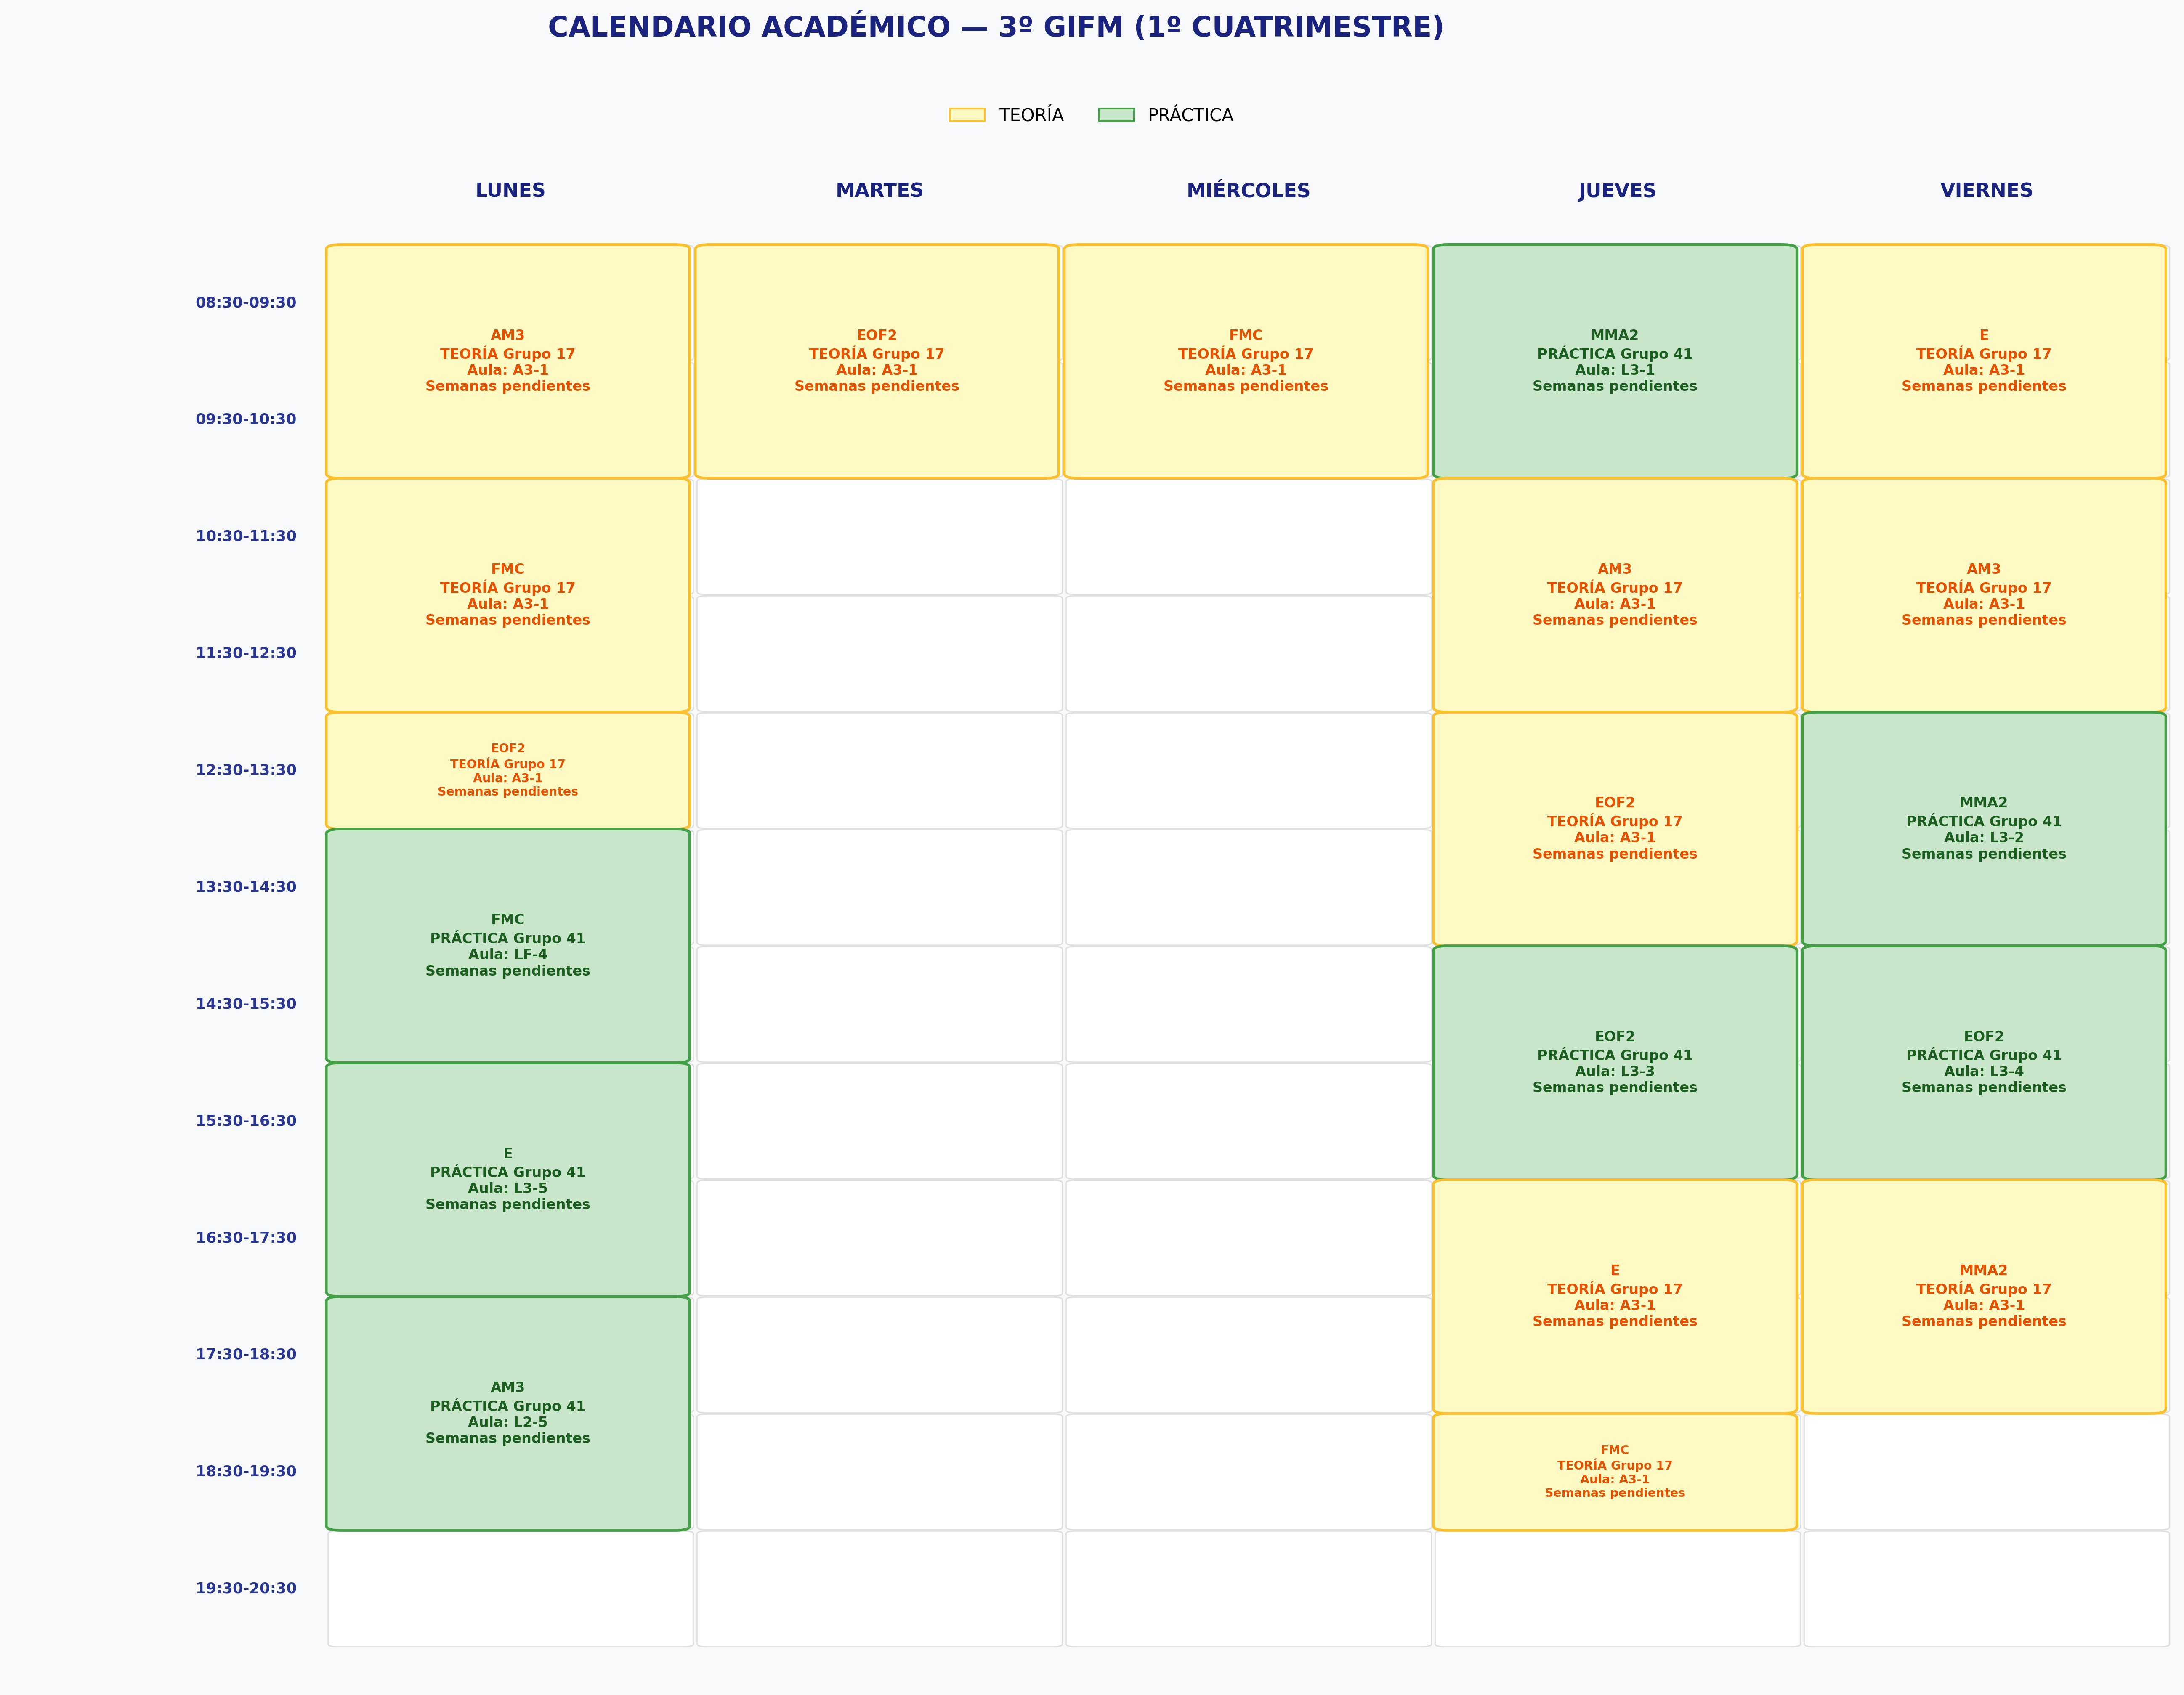 CALENDARIO ACADÉMICO — 3º GIFM (1º CUATRIMESTRE)
TEORÍA
PRÁCTICA
LUNES
MARTES
MIÉRCOLES
JUEVES
VIERNES
08:30-09:30
09:30-10:30
AM3
TEORÍA Grupo 17
Aula: A3-1
Semanas pendientes
EOF2
TEORÍA Grupo 17
Aula: A3-1
Semanas pendientes
FMC
TEORÍA Grupo 17
Aula: A3-1
Semanas pendientes
MMA2
PRÁCTICA Grupo 41
Aula: L3-1
Semanas pendientes
E
TEORÍA Grupo 17
Aula: A3-1
Semanas pendientes
10:30-11:30
11:30-12:30
FMC
TEORÍA Grupo 17
Aula: A3-1
Semanas pendientes
AM3
TEORÍA Grupo 17
Aula: A3-1
Semanas pendientes
AM3
TEORÍA Grupo 17
Aula: A3-1
Semanas pendientes
12:30-13:30
EOF2
TEORÍA Grupo 17
Aula: A3-1
Semanas pendientes
EOF2
TEORÍA Grupo 17
Aula: A3-1
Semanas pendientes
MMA2
PRÁCTICA Grupo 41
Aula: L3-2
Semanas pendientes
13:30-14:30
14:30-15:30
FMC
PRÁCTICA Grupo 41
Aula: LF-4
Semanas pendientes
EOF2
PRÁCTICA Grupo 41
Aula: L3-3
Semanas pendientes
EOF2
PRÁCTICA Grupo 41
Aula: L3-4
Semanas pendientes
15:30-16:30
16:30-17:30
E
PRÁCTICA Grupo 41
Aula: L3-5
Semanas pendientes
E
TEORÍA Grupo 17
Aula: A3-1
Semanas pendientes
MMA2
TEORÍA Grupo 17
Aula: A3-1
Semanas pendientes
17:30-18:30
18:30-19:30
AM3
PRÁCTICA Grupo 41
Aula: L2-5
Semanas pendientes
FMC
TEORÍA Grupo 17
Aula: A3-1
Semanas pendientes
19:30-20:30